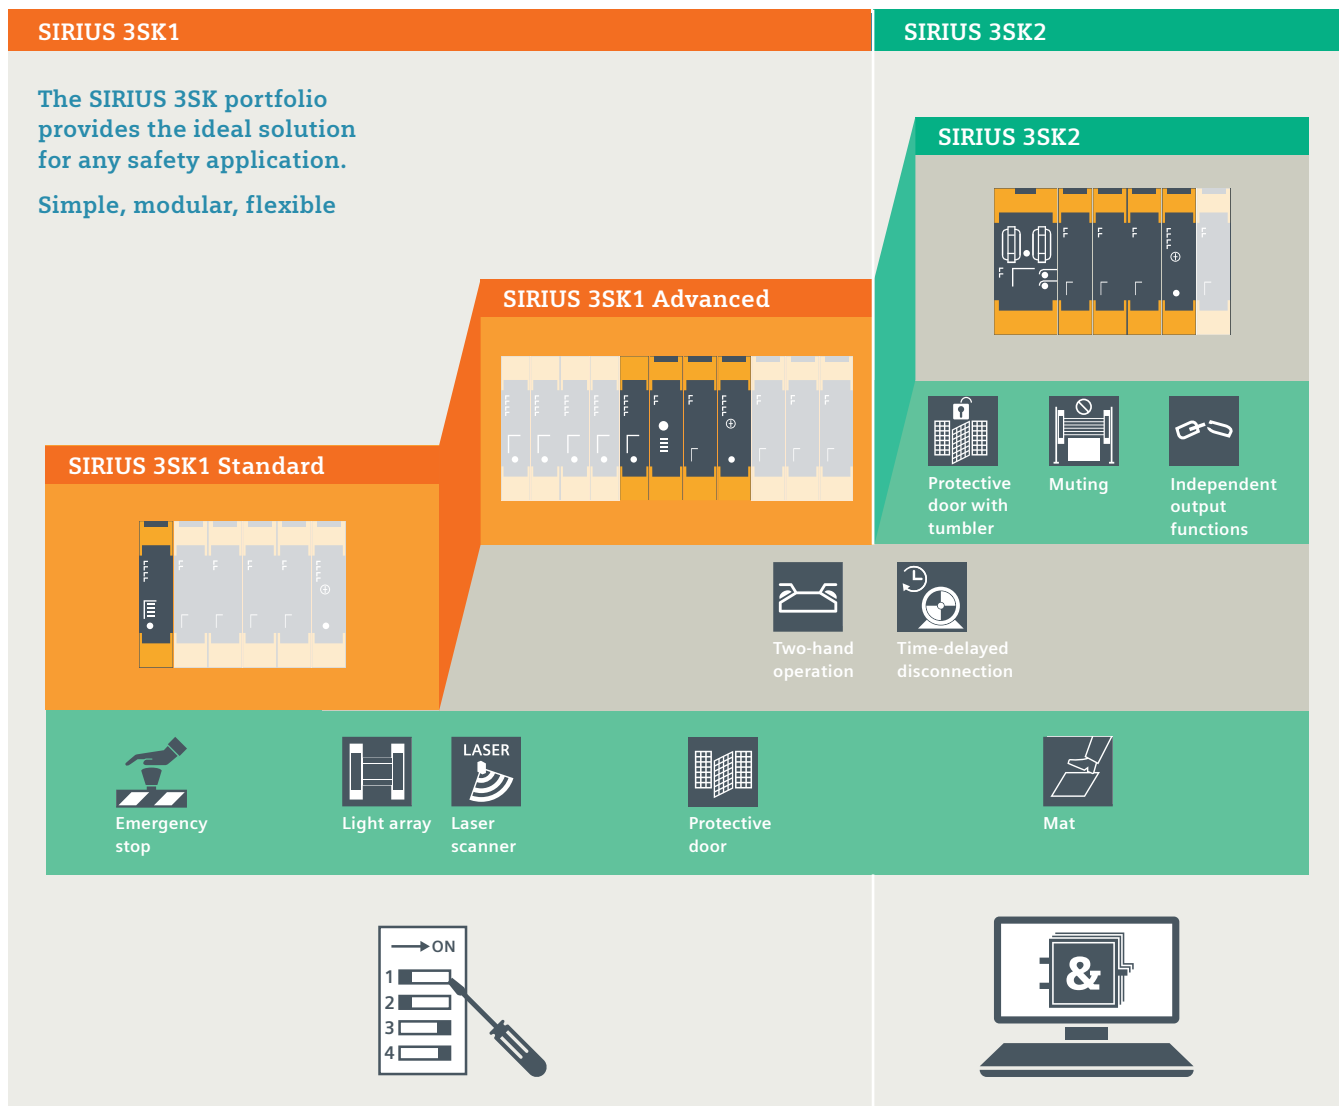 SIRIUS 3SK1
SIRIUS 3SK2
The SIRIUS 3SK portfolio
provides the ideal solution
for any safety application.
Simple, modular, flexible
SIRIUS 3SK2
SIRIUS 3SK1 Advanced
SIRIUS 3SK1 Standard
Protective
door with
tumbler
Muting
Independent
output
functions
Two-hand
operation
Time-delayed
disconnection
LASER
Emergency
stop
Light array
Laser
scanner
Protective
door
Mat
ON
1
2
3
4
&